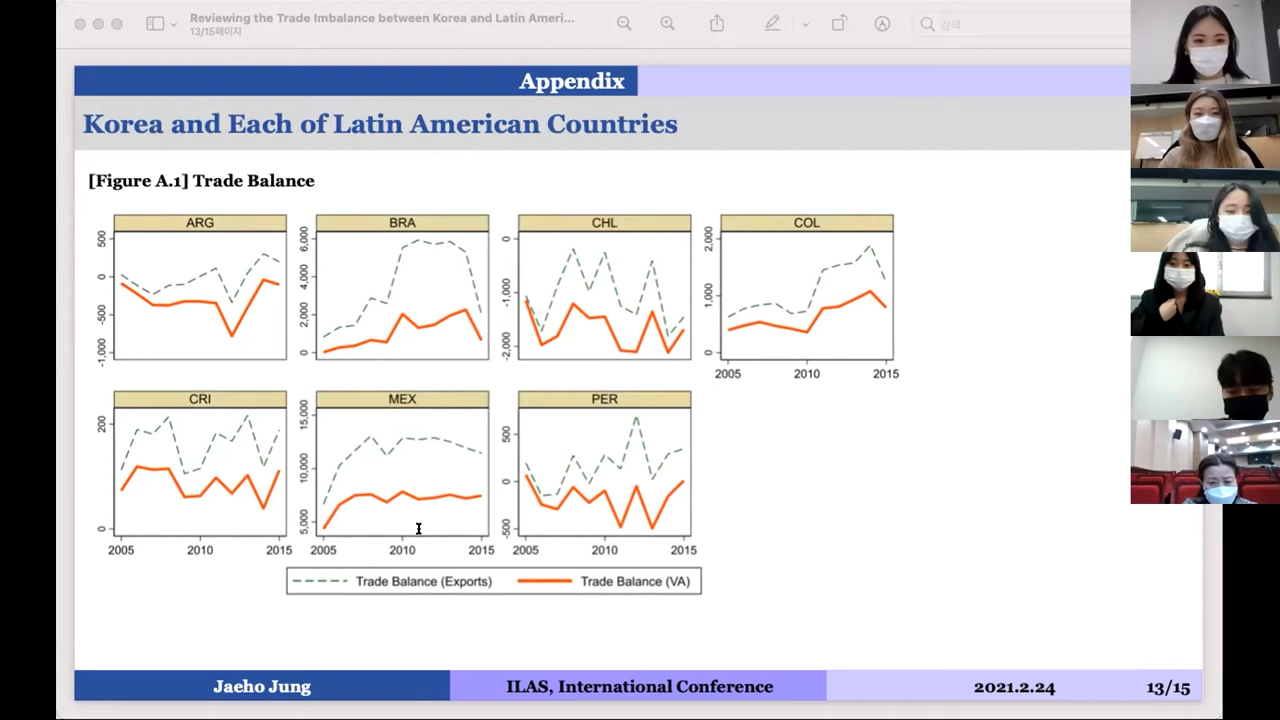 Reviewing the Trade Imbalance between Korea and Latin Ameri...
13/15페이지
검색
Appendix
Korea and Each of Latin American Countries
[Figure A.1] Trade Balance
ARG
BRA
CHL
COL
500
0
-500
-1,000
6,000
4,000
2,000
0
0
-1,000
-2,000
2,000
1,000
0
2005
2010
2015
CRI
MEX
PER
200
0
15,000
10,000
5,000
500
0
-500
2005
2010
2015
2005
2010
2015
2005
2010
2015
Trade Balance (Exports)
Trade Balance (VA)
Jaeho Jung
ILAS, International Conference
2021.2.24
13/15